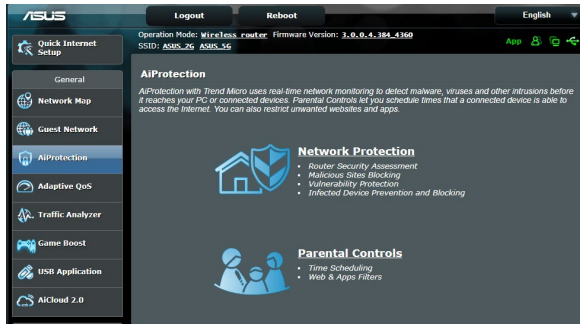 ASUS
Logout
Reboot
English
Quick Internet
Setup
Operation Mode: Wireless router Firmware Version: 3.0.0.4.384_4360
SSID: ASUS_2G ASUS_5G
App
General
Network Map
Guest Network
AiProtection
Adaptive QoS
Traffic Analyzer
Game Boost
USB Application
AiCloud 2.0
AiProtection
AiProtection with Trend Micro uses real-time network monitoring to detect malware, viruses and other intrusions before
it reaches your PC or connected devices. Parental Controls let you schedule times that a connected device is able to
access the Internet. You can also restrict unwanted websites and apps.
Network Protection
• Router Security Assessment
• Malicious Sites Blocking
• Vulnerability Protection
• Infected Device Prevention and Blocking
Parental Controls
• Time Scheduling
• Web & Apps Filters